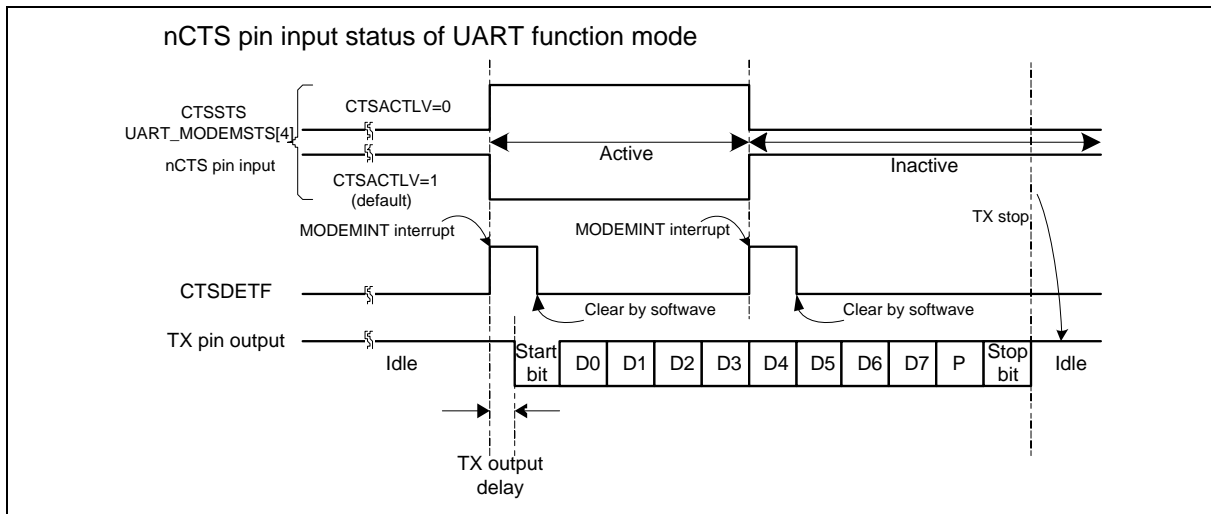 nCTS pin input status of UART function mode
CTSSTS
UART_MODEMSTS[4]
nCTS pin input
CTSACTLV=0
CTSACTLV=1
(default)
Active
Inactive
MODEMINT interrupt
MODEMINT interrupt
TX stop
CTSDETF
Clear by softwave
Clear by softwave
TX pin output
Idle
Start
bit
D0
D1
D2
D3
D4
D5
D6
D7
P
Stop
bit
Idle
TX output
delay